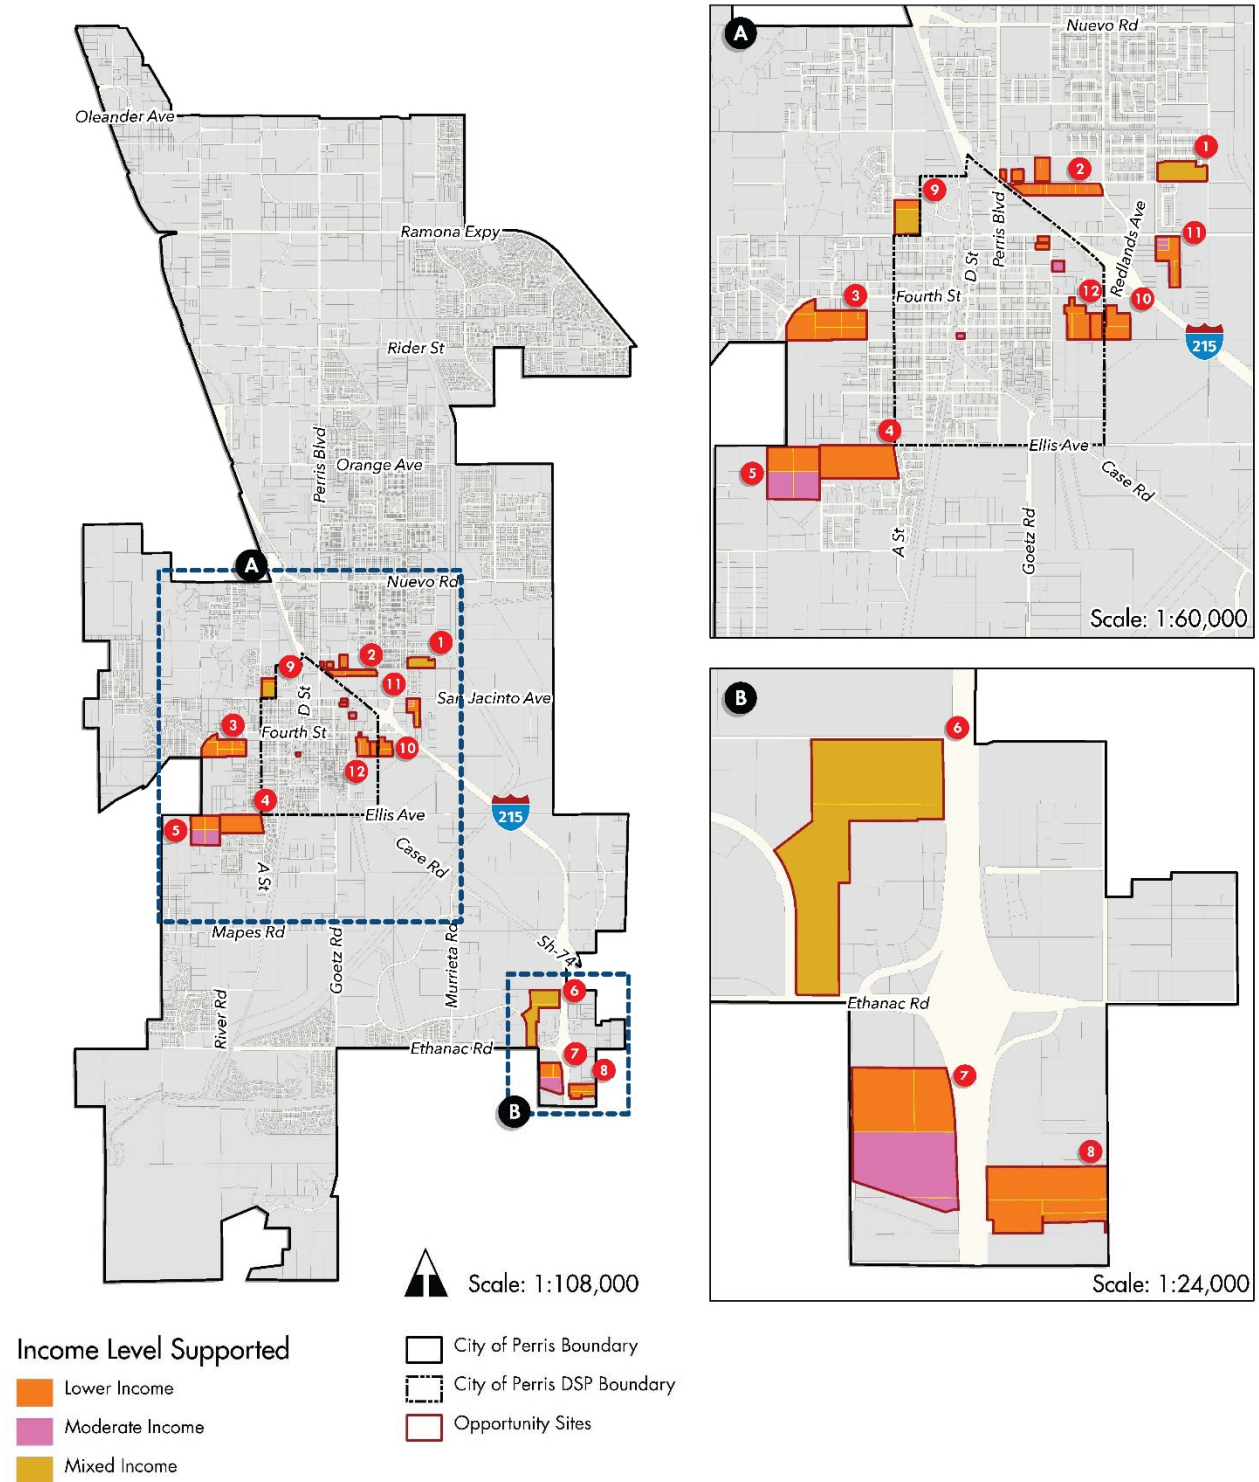 Oleander Ave
Ramona Expy
Rider St
Perris Blvd
Orange Ave
A
Nuevo Rd
1
2
9
11
San Jacinto Ave
D St
3
Fourth St
10
12
4
Ellis Ave
215
5
A St
Case Rd
Mapes Rd
Goetz Rd
Murrieta Rd
Sh-74
River Rd
6
Ethanac Rd
7
8
B
Scale: 1:108,000
A
Nuevo Rd
1
2
9
Perris Blvd
Redlands Ave
11
D St
3
Fourth St
12
10
215
4
Ellis Ave
5
Case Rd
A St
Goetz Rd
Scale: 1:60,000
B
6
Ethanac Rd
7
8
Scale: 1:24,000
Income Level Supported
Lower Income
Moderate Income
Mixed Income
City of Perris Boundary
City of Perris DSP Boundary
Opportunity Sites